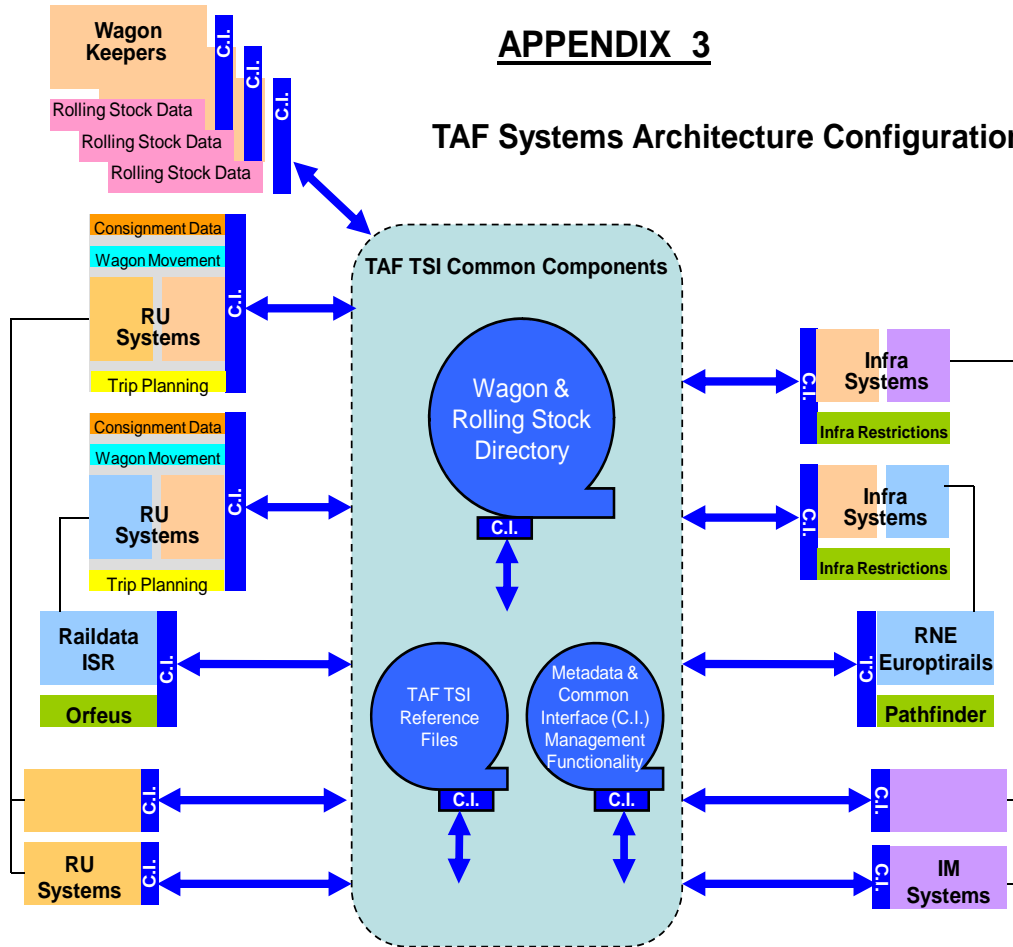 APPENDIX 3
TAF Systems Architecture Configuration
Wagon
Keepers
C.I.
C.I.
C.I.
Rolling Stock Data
Rolling Stock Data
Rolling Stock Data
Consignment Data
Wagon Movement
RU
Systems
Trip Planning
C.I.
Consignment Data
Wagon Movement
RU
Systems
Trip Planning
C.I.
Raildata
ISR
Orfeus
C.I.
C.I.
RU
Systems
C.I.
TAF TSI Common Components
Wagon &
Rolling Stock
Directory
C.I.
TAF TSI
Reference
Files
C.I.
Metadata &
Common
Interface (C.I.)
Management
Functionality
C.I.
C.I.
Infra
Systems
Infra Restrictions
C.I.
Infra
Systems
Infra Restrictions
C.I.
RNE
Europtirails
Pathfinder
C.I.
C.I.
IM
Systems